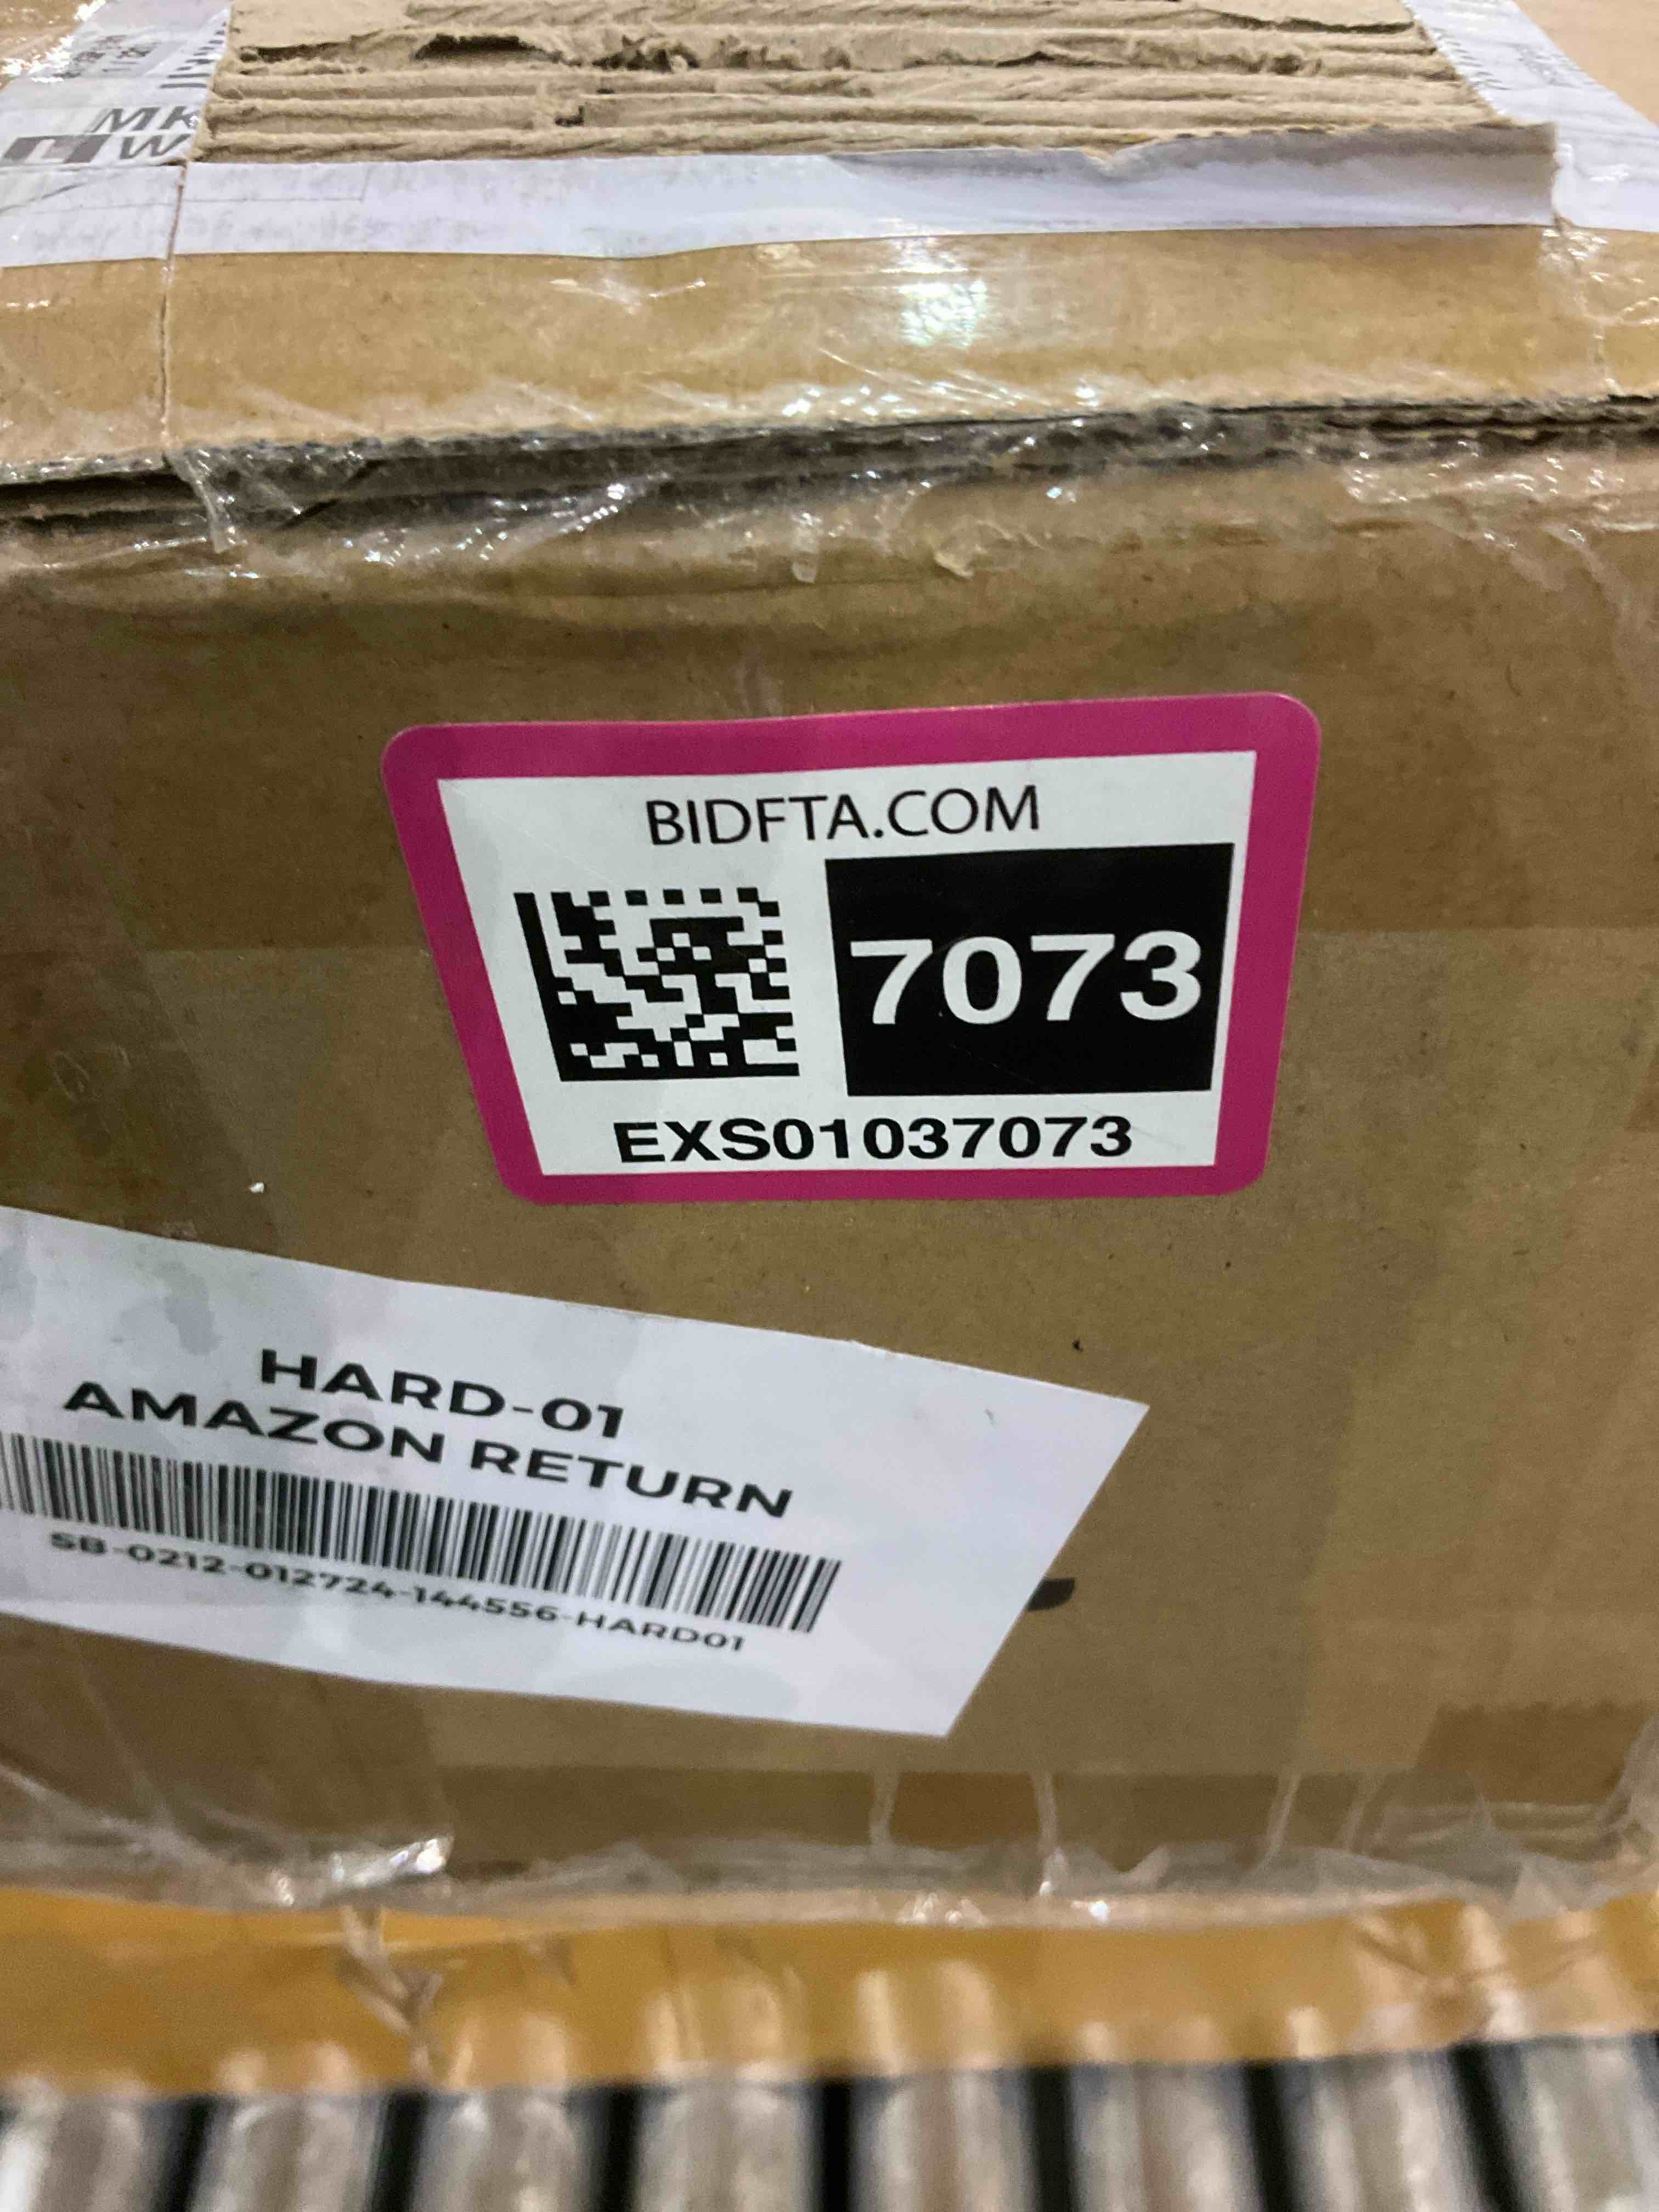 BIDFTA.COM
7073
EXS01037073
HARD-01
AMAZON RETURN
SB-0212-012724-144556-HARD01